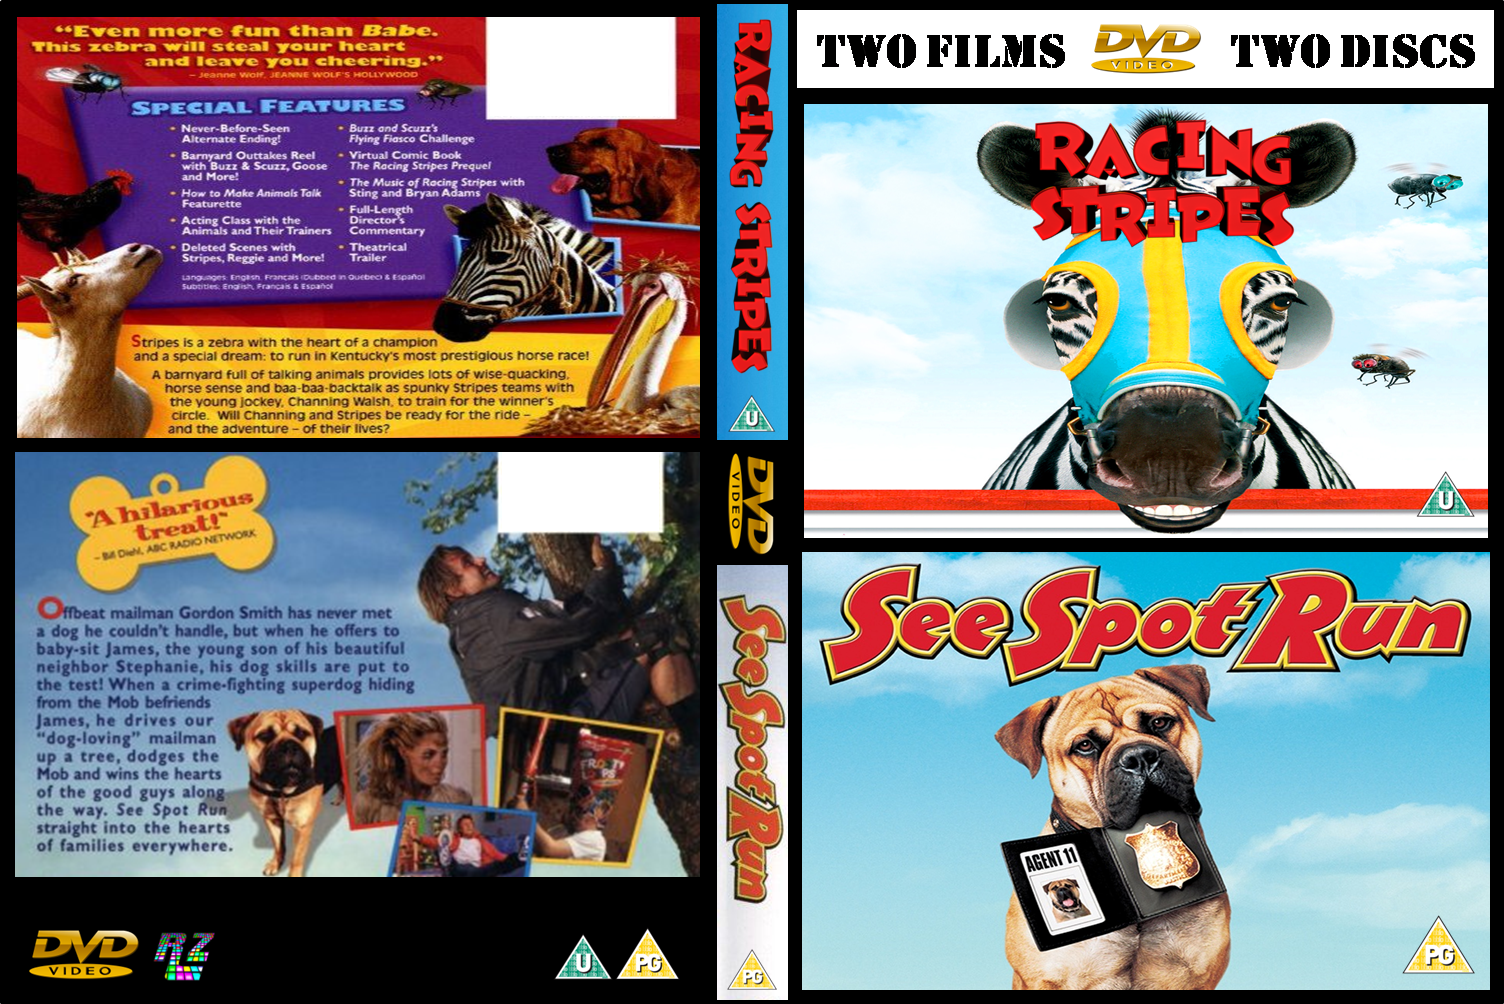 “Even more fun than Babe.
This zebra will steal your heart
and leave you cheering.”
– Jeanne Wolf, JEANNE WOLF'S HOLLYWOOD
SPECIAL FEATURES
• Never-Before-Seen
Alternate Ending!
• Barnyard Outtakes Reel
with Buzz & Scuzz, Goose
and More!
• How to Make Animals Talk
Featurette
• Acting Class with the
Animals and Their Trainers
• Deleted Scenes with
Stripes, Reggie and More!
• Buzz and Scuzz's
Flying Fiasco Challenge
• Virtual Comic Book
The Racing Stripes Prequel
• The Music of Racing Stripes with
Sting and Bryan Adams
• Full-Length
Director's
Commentary
• Theatrical
Trailer
Languages: English, Français (Dubbed in Québec) & Español
Subtitles: English, Français & Español
Stripes is a zebra with the heart of a champion
and a special dream: to run in Kentucky's most prestigious horse race!
A barnyard full of talking animals provides lots of wise-quacking,
horse sense and baa-baa-backtalk as spunky Stripes teams with
the young jockey, Channing Walsh, to train for the winner's
circle. Will Channing and Stripes be ready for the ride –
and the adventure – of their lives?
"A hilarious
treat!"
– Bill Diehl, ABC RADIO NETWORK
Offbeat mailman Gordon Smith has never met
a dog he couldn't handle, but when he offers to
baby-sit James, the young son of his beautiful
neighbor Stephanie, his dog skills are put to
the test! When a crime-fighting superdog hiding
from the Mob befriends
James, he drives our
“dog-loving” mailman
up a tree, dodges the
Mob and wins the hearts
of the good guys along
the way. See Spot Run
straight into the hearts
of families everywhere.
DVD
VIDEO
RZ
U
PG
RACING STRIPES
U
DVD
VIDEO
See Spot Run
PG
TWO FILMS
DVD
VIDEO
TWO DISCS
RACING
STRIPES
U
See Spot Run
AGENT 11
PG